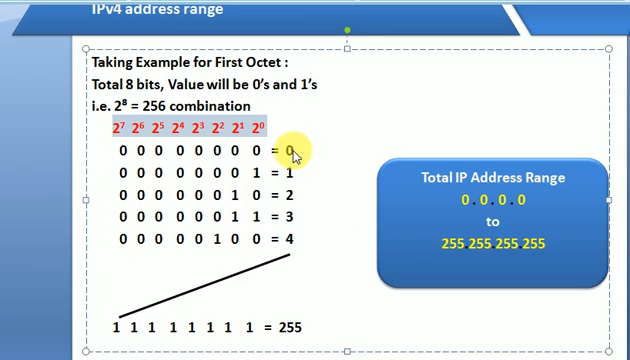 IPv4 address range
Taking Example for First Octet :
Total 8 bits, Value will be 0's and 1's
i.e. 2⁸ = 256 combination
2⁷ 2⁶ 2⁵ 2⁴ 2³ 2² 2¹ 2⁰
0 0 0 0 0 0 0 0 = 0
0 0 0 0 0 0 0 1 = 1
0 0 0 0 0 0 1 0 = 2
0 0 0 0 0 0 1 1 = 3
0 0 0 0 0 1 0 0 = 4
1 1 1 1 1 1 1 1 = 255
Total IP Address Range
0 . 0 . 0 . 0
to
255.255.255.255